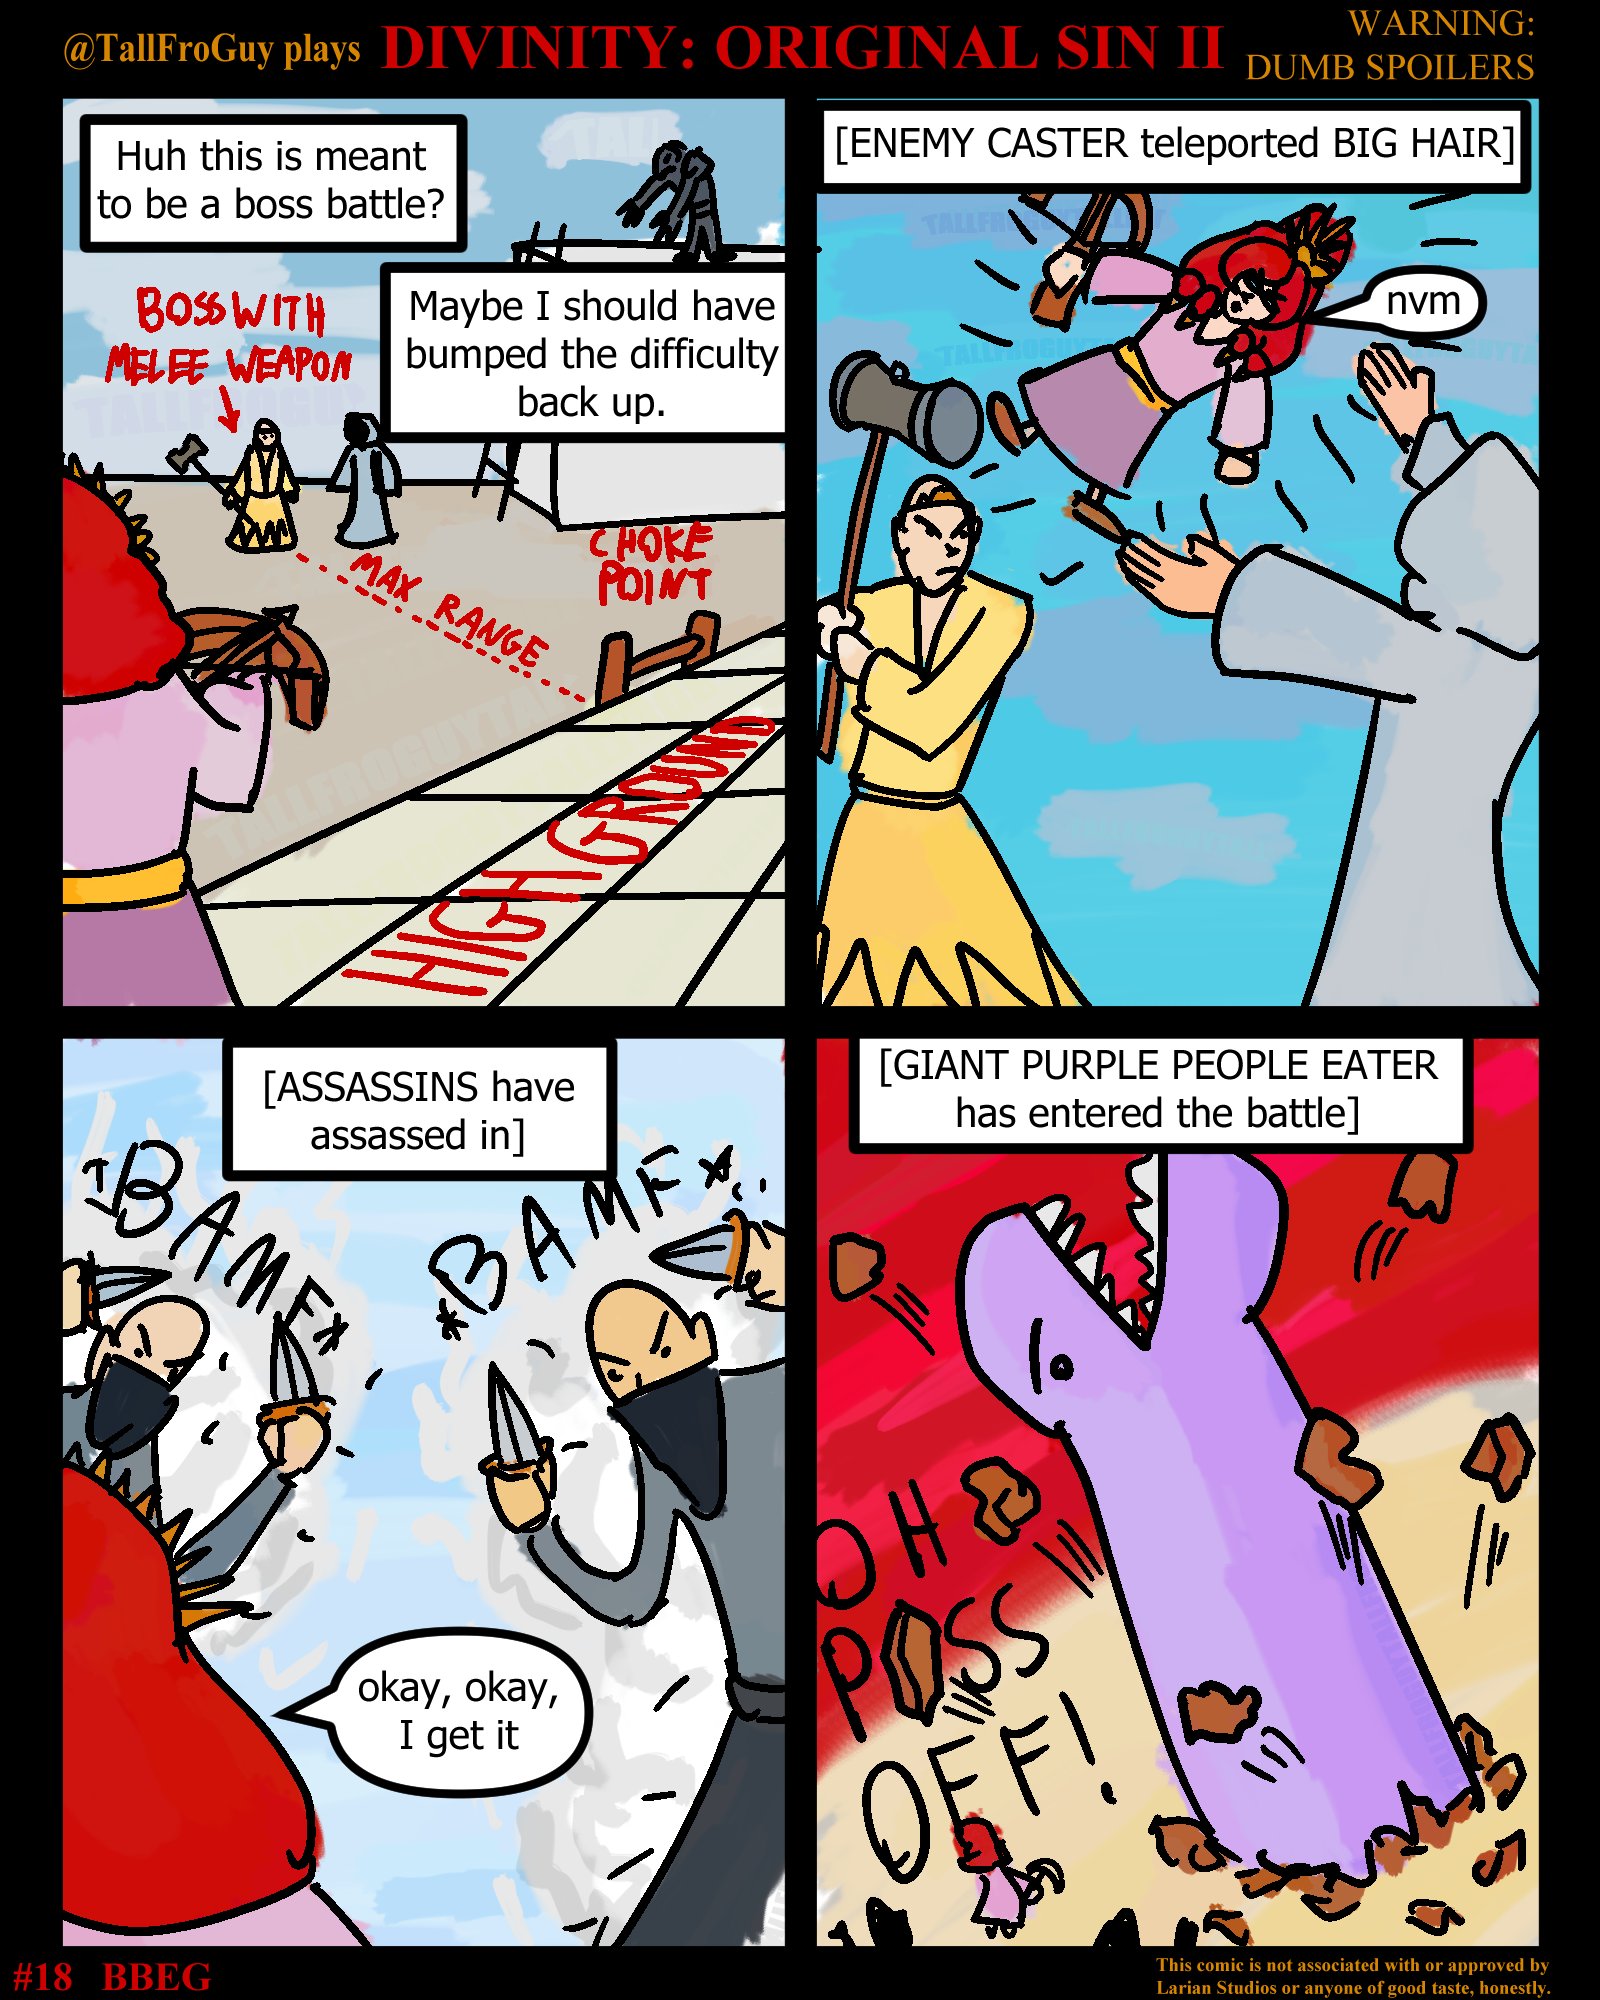 @TallFroGuy plays DIVINITY: ORIGINAL SIN II
WARNING:
DUMB SPOILERS
Huh this is meant
to be a boss battle?
Maybe I should have
bumped the difficulty
back up.
BOSS WITH
MELEE WEAPON
MAX RANGE
CHOKE
POINT
HIGH GROUND
[ENEMY CASTER teleported BIG HAIR]
nvm
[ASSASSINS have
assassed in]
*BAMF*
*BAMF*
okay, okay,
I get it
[GIANT PURPLE PEOPLE EATER
has entered the battle]
OH
PISS
OFF!
#18 BBEG
This comic is not associated with or approved by
Larian Studios or anyone of good taste, honestly.